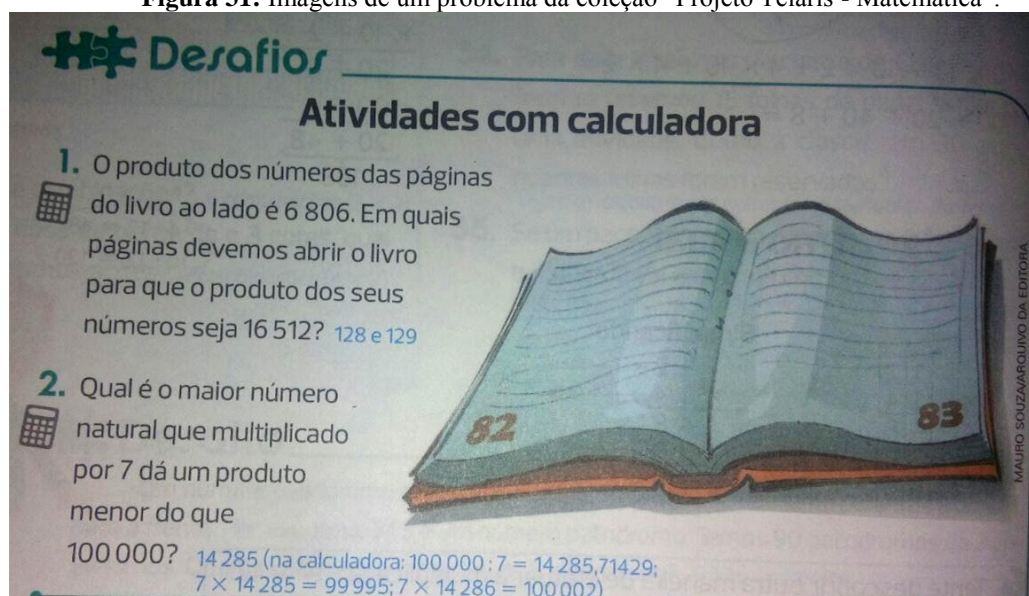 Figura 31: Imagens de um problema da coleção "Projeto Teláris - Matemática".
Desafios
Atividades com calculadora
1. O produto dos números das páginas
do livro ao lado é 6 806. Em quais
páginas devemos abrir o livro
para que o produto dos seus
números seja 16 512? 128 e 129
2. Qual é o maior número
natural que multiplicado
por 7 dá um produto
menor do que
100 000? 14 285 (na calculadora: 100 000 : 7 = 14 285,71429;
7 × 14 285 = 99 995; 7 × 14 286 = 100 002)
82
83
MAURO SOUZA/ARQUIVO DA EDITORA